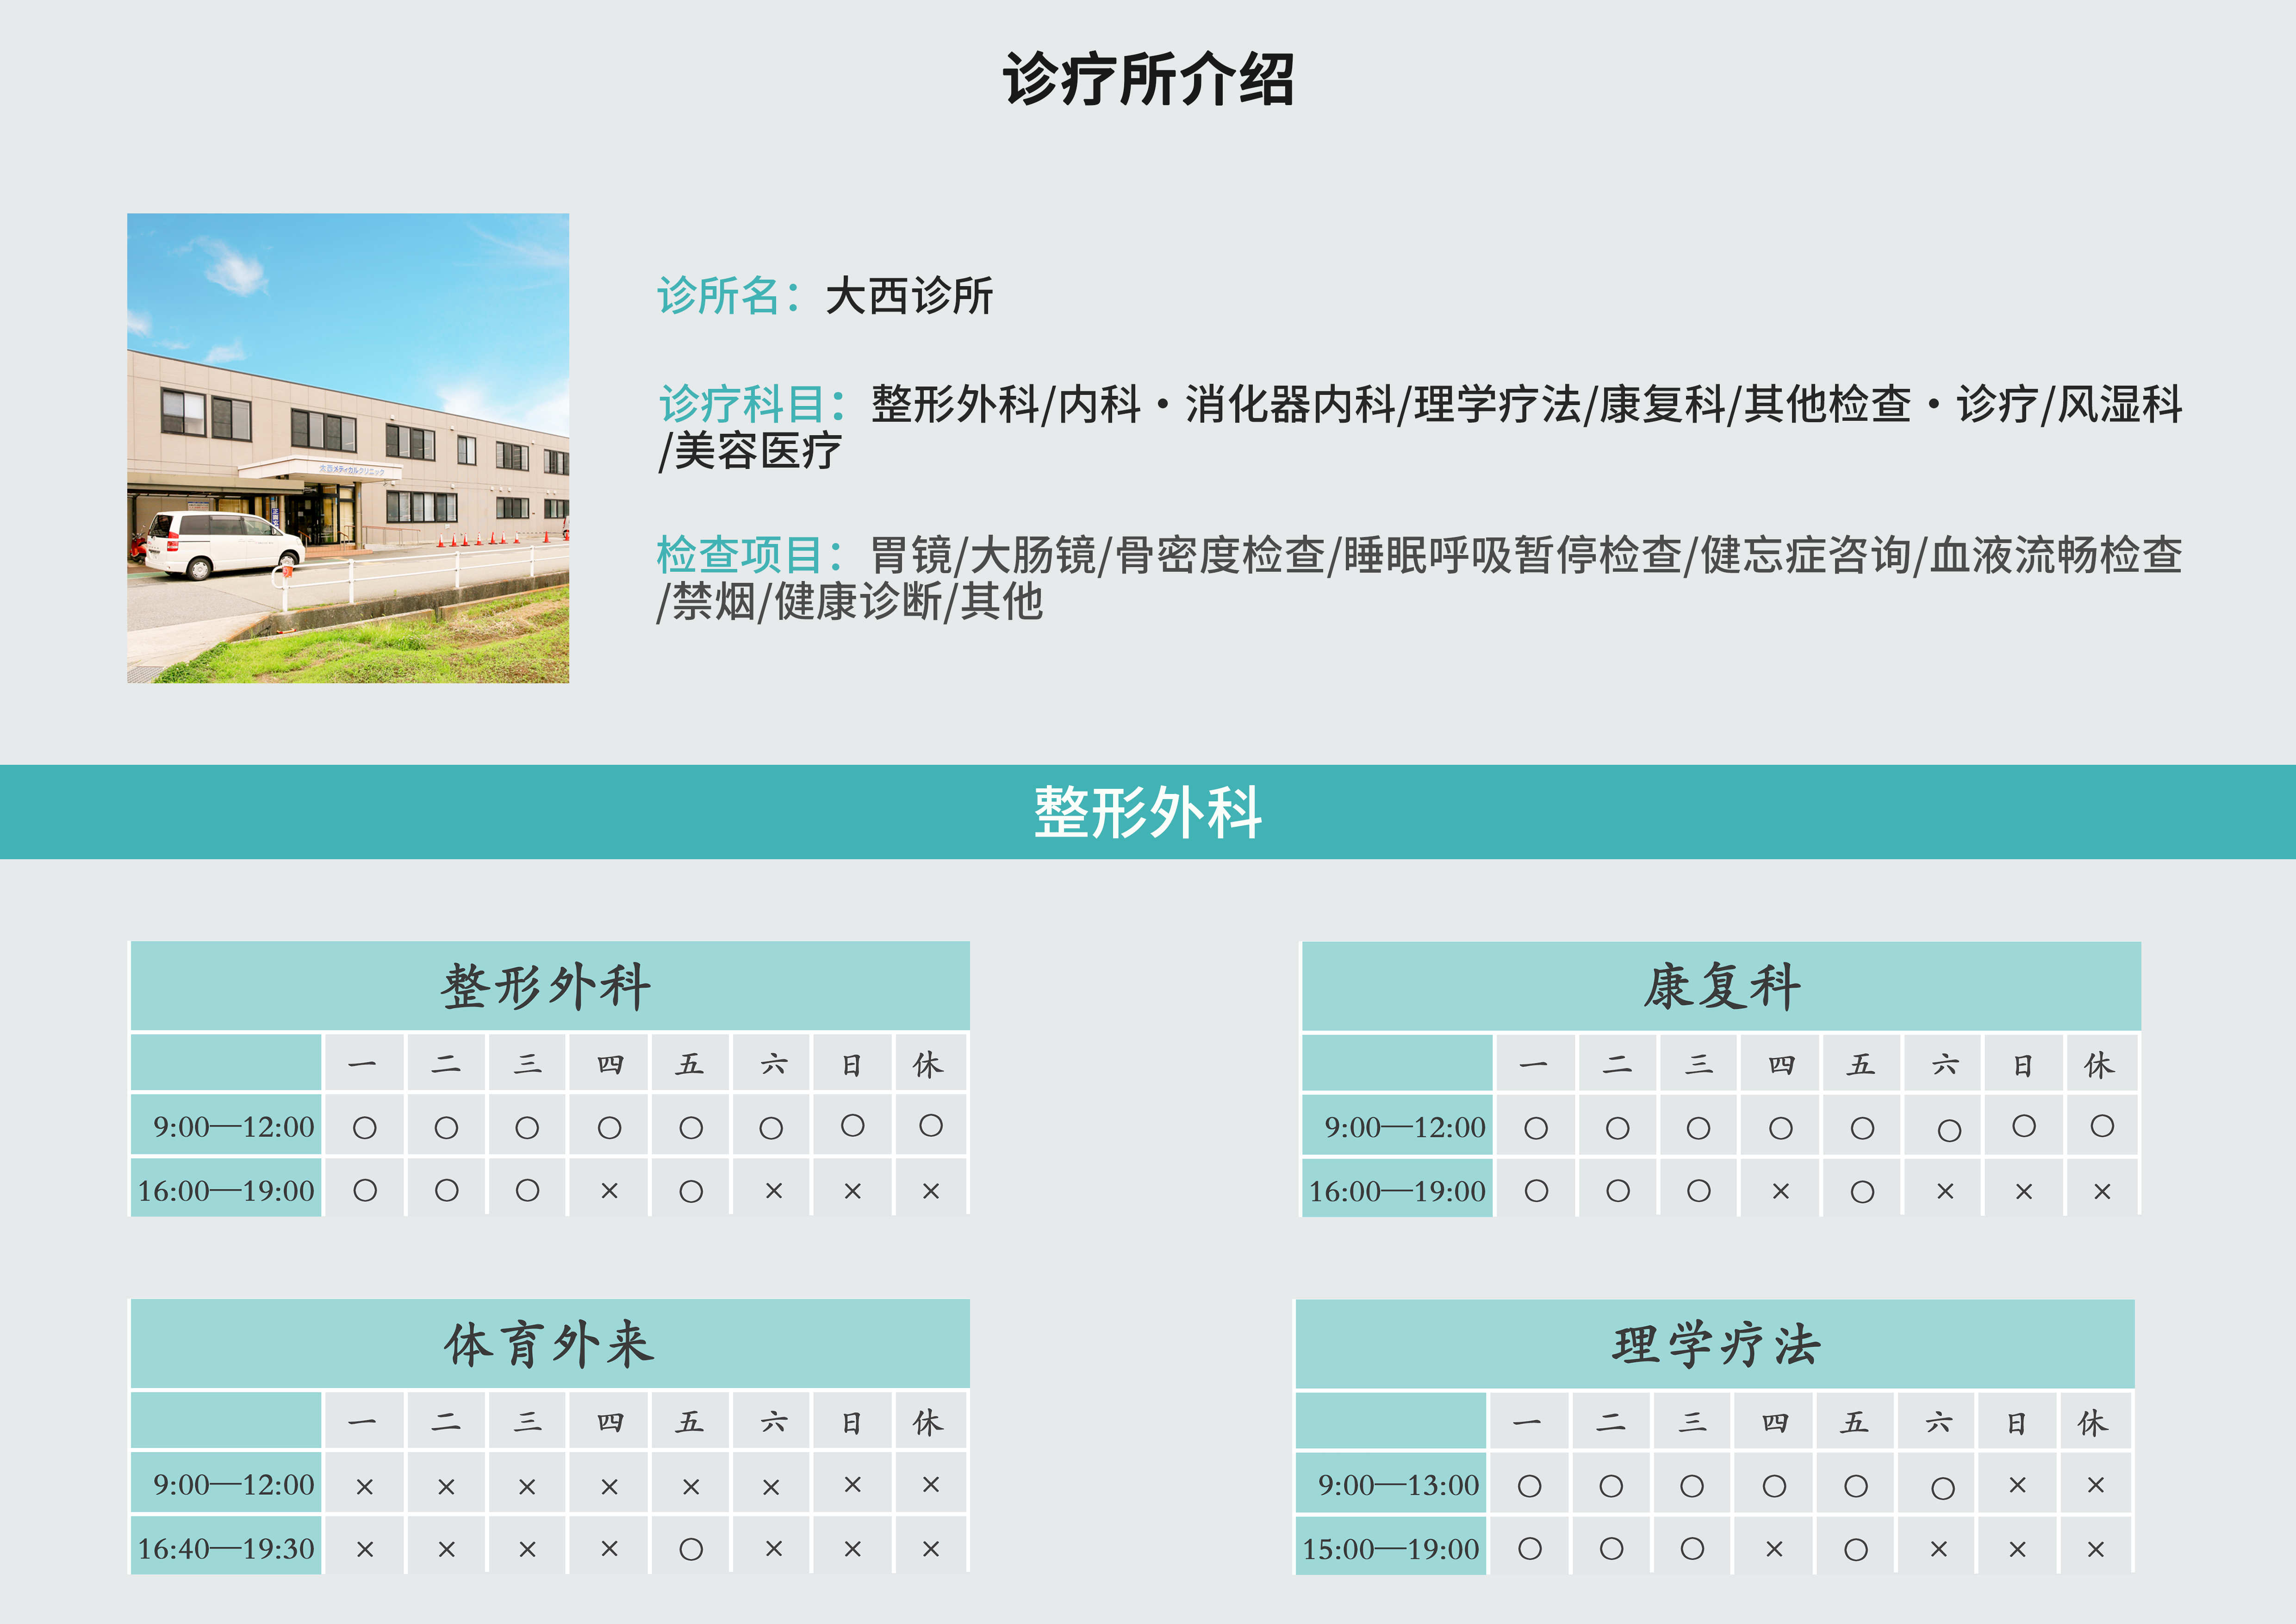 诊疗所介绍
大西メディカルクリニック
诊所名：大西诊所
诊疗科目：整形外科/内科・消化器内科/理学疗法/康复科/其他检查・诊疗/风湿科
/美容医疗
检查项目：胃镜/大肠镜/骨密度检查/睡眠呼吸暂停检查/健忘症咨询/血液流畅检查
/禁烟/健康诊断/其他
整形外科
整形外科
一 二 三 四 五 六 日 休
9:00—12:00 ○ ○ ○ ○ ○ ○ ○ ○
16:00—19:00 ○ ○ ○ × ○ × × ×
康复科
一 二 三 四 五 六 日 休
9:00—12:00 ○ ○ ○ ○ ○ ○ ○ ○
16:00—19:00 ○ ○ ○ × ○ × × ×
体育外来
一 二 三 四 五 六 日 休
9:00—12:00 × × × × × × × ×
16:40—19:30 × × × × ○ × × ×
理学疗法
一 二 三 四 五 六 日 休
9:00—13:00 ○ ○ ○ ○ ○ ○ × ×
15:00—19:00 ○ ○ ○ × ○ × × ×